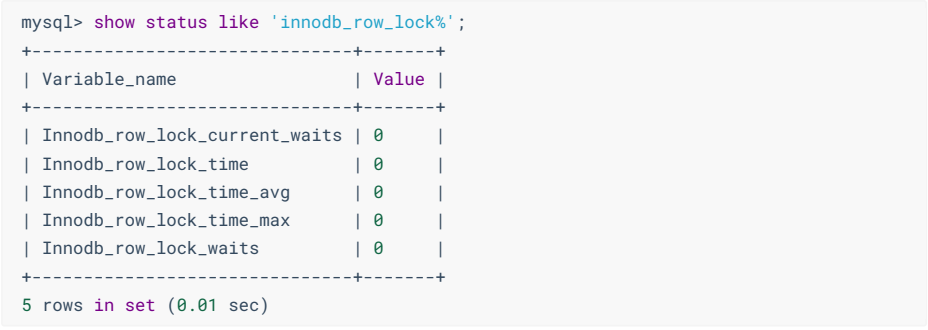 mysql> show status like 'innodb_row_lock%';
+-------------------------------+-------+
| Variable_name                 | Value |
+-------------------------------+-------+
| Innodb_row_lock_current_waits | 0     |
| Innodb_row_lock_time          | 0     |
| Innodb_row_lock_time_avg      | 0     |
| Innodb_row_lock_time_max      | 0     |
| Innodb_row_lock_waits         | 0     |
+-------------------------------+-------+
5 rows in set (0.01 sec)